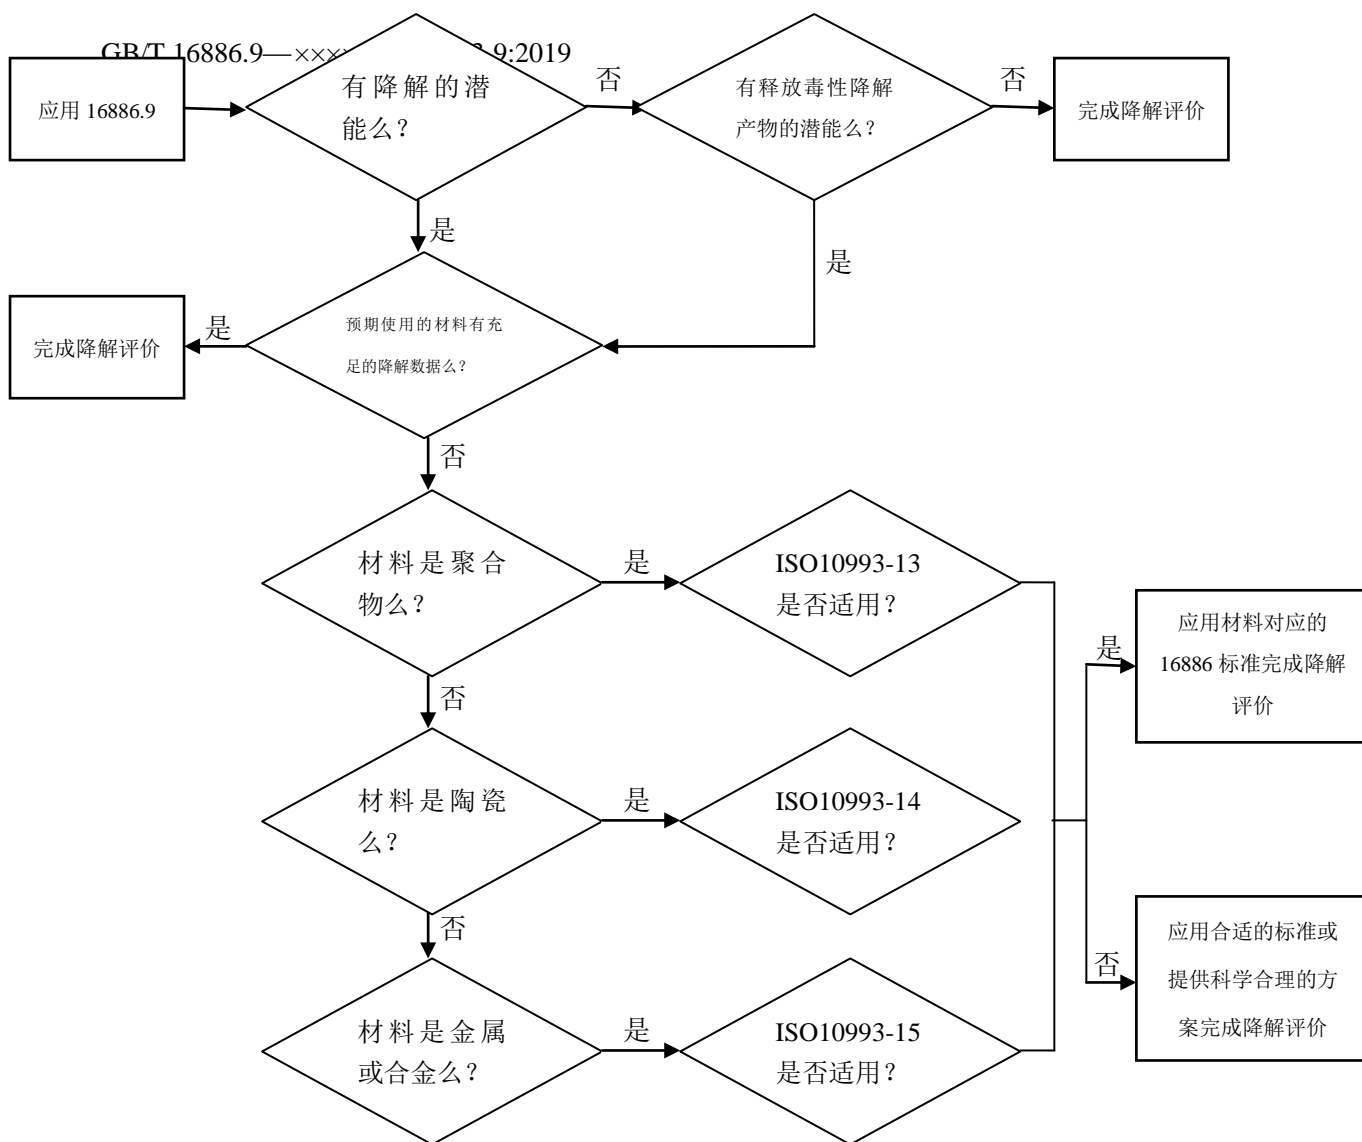 GB/T 16886.9—×××
3-9:2019
应用 16886.9
有降解的潜
能么？
否
有释放毒性降解
产物的潜能么？
否
完成降解评价
是
是
完成降解评价
是
预期使用的材料有充
足的降解数据么？
否
材料是聚合
物么？
是
ISO10993-13
是否适用？
应用材料对应的
16886 标准完成降解
评价
是
否
材料是陶瓷
么？
是
ISO10993-14
是否适用？
否
应用合适的标准或
提供科学合理的方
案完成降解评价
否
材料是金属
或合金么？
是
ISO10993-15
是否适用？